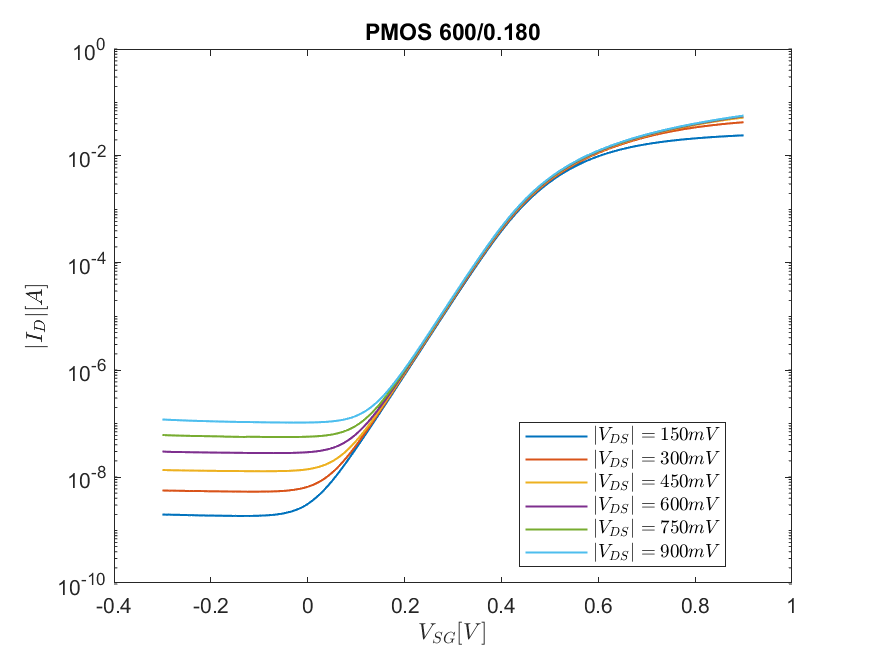 PMOS 600/0.180
10^0
10^-2
10^-4
10^-6
10^-8
10^-10
|I_D|[A]
|V_DS| = 150mV
|V_DS| = 300mV
|V_DS| = 450mV
|V_DS| = 600mV
|V_DS| = 750mV
|V_DS| = 900mV
-0.4 -0.2 0 0.2 0.4 0.6 0.8 1
V_SG[V]